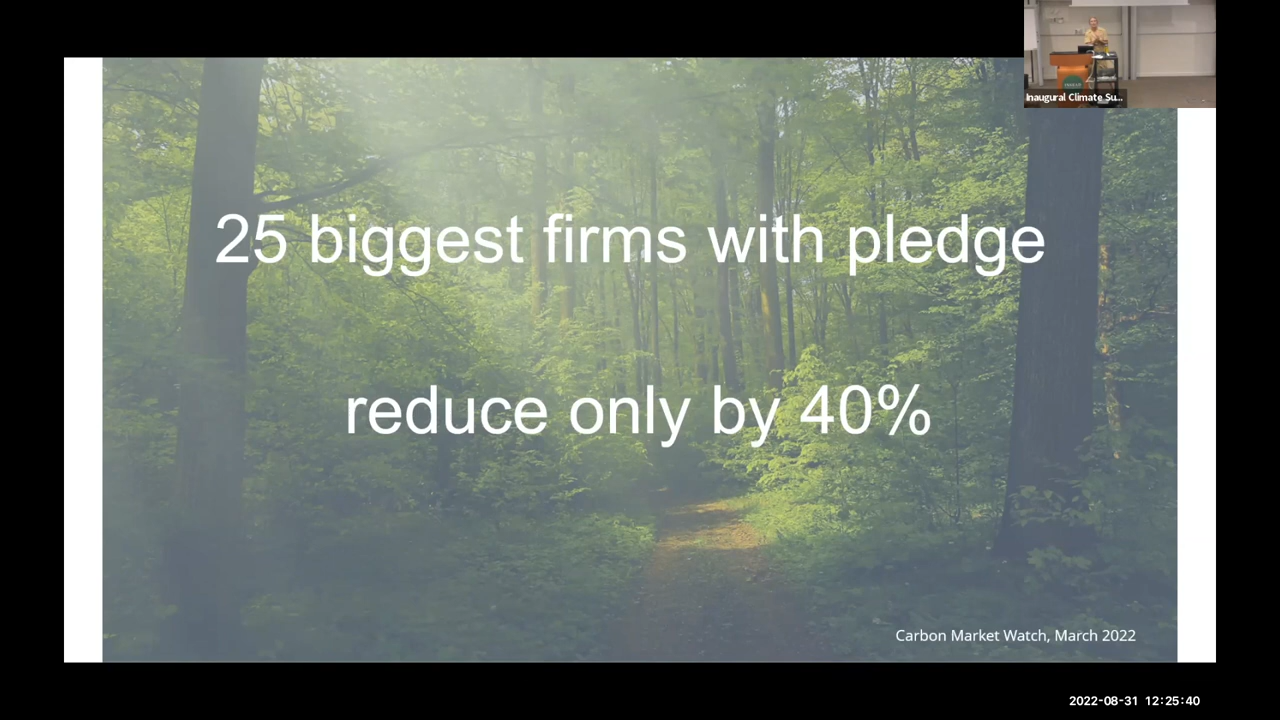 Inaugural Climate Su...
25 biggest firms with pledge
reduce only by 40%
Carbon Market Watch, March 2022
2022-08-31 12:25:40